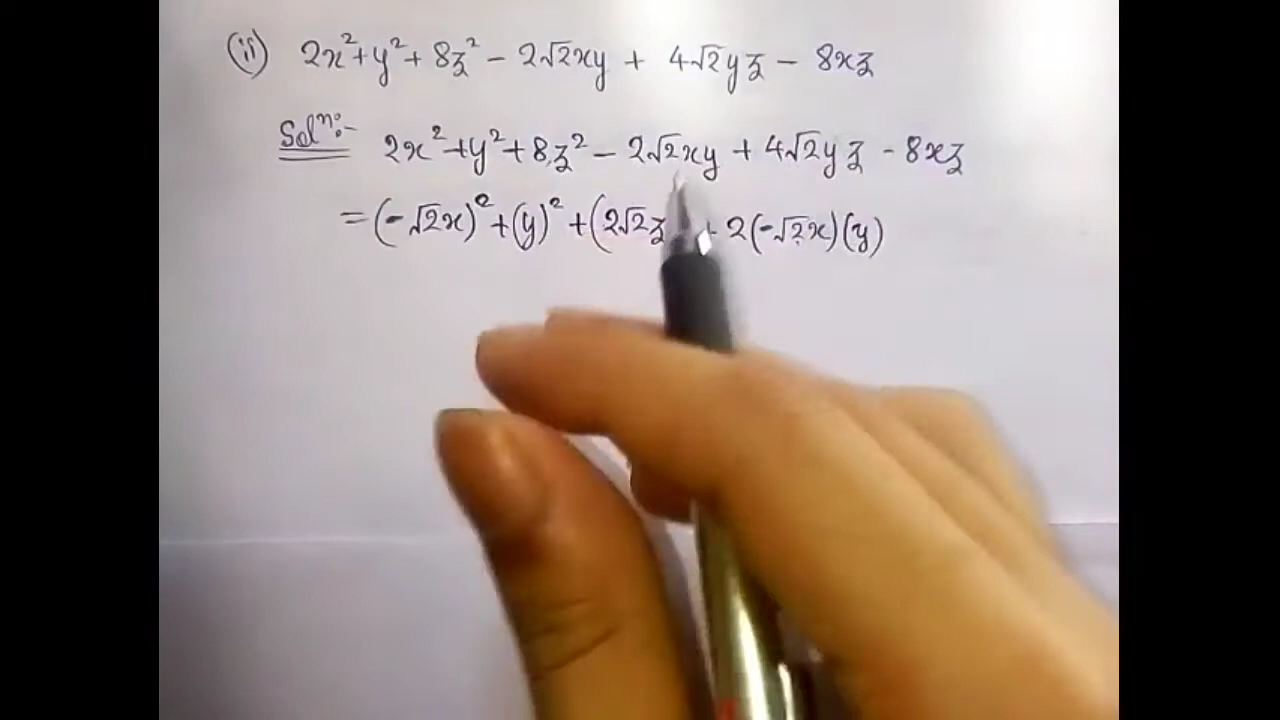 (ii) 2x²+y²+8z² - 2√2xy + 4√2yz - 8xz
Solⁿ:- 2x²+y²+8z² - 2√2xy + 4√2yz - 8xz
= (-√2x)²+(y)²+(2√2z + 2(-√2x)(y)